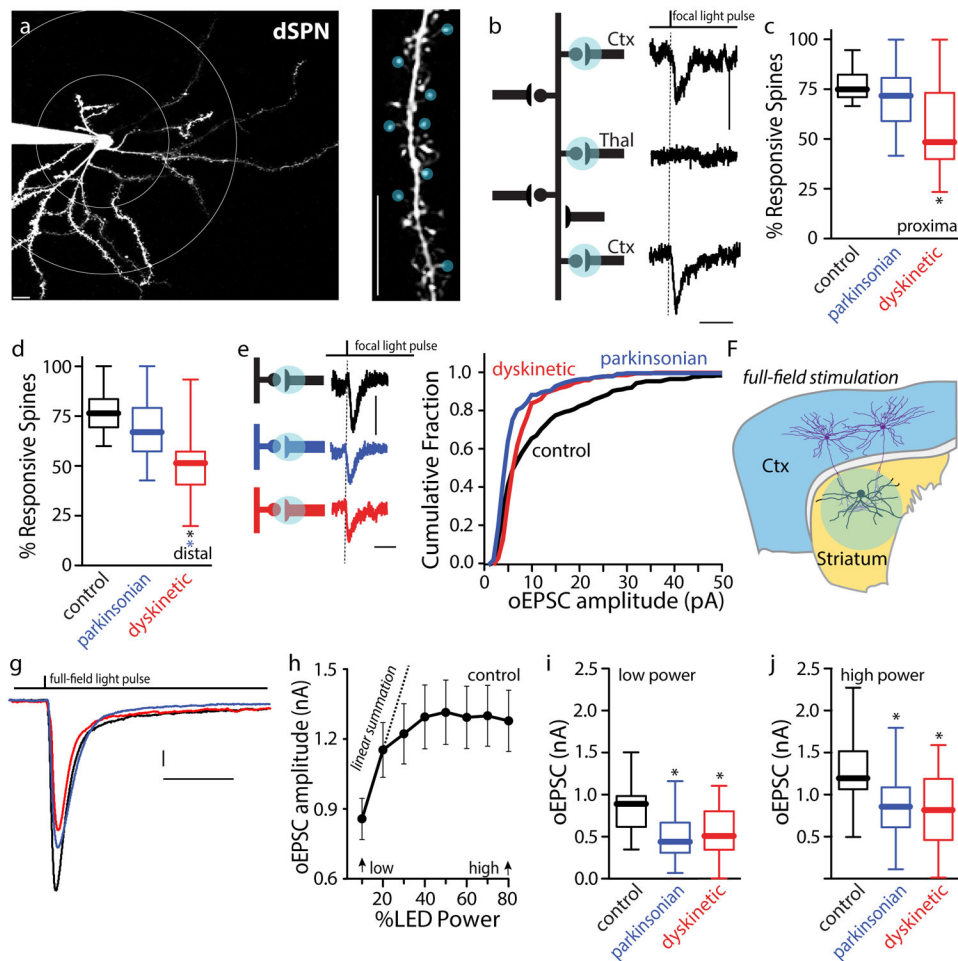 a
dSPN
b
focal light pulse
Ctx
Thal
Ctx
c
% Responsive Spines
100
75
50
25
0
*
proxima
control
parkinsonian
dyskinetic
d
% Responsive Spines
100
75
50
25
0
*
*
distal
control
parkinsonian
dyskinetic
e
focal light pulse
Cumulative Fraction
1.0
0.8
0.6
0.4
0.2
0.0
dyskinetic
parkinsonian
control
0 10 20 30 40 50
oEPSC amplitude (pA)
F
full-field stimulation
Ctx
Striatum
g
full-field light pulse
h
oEPSC amplitude (nA)
1.5
1.2
0.9
0.6
linear summation
control
low
high
20 40 60 80
%LED Power
i
low power
oEPSC (nA)
2.5
2.0
1.5
1.0
0.5
0.0
* *
control
parkinsonian
dyskinetic
j
high power
oEPSC (nA)
2.5
2.0
1.5
1.0
0.5
0.0
* *
control
parkinsonian
dyskinetic